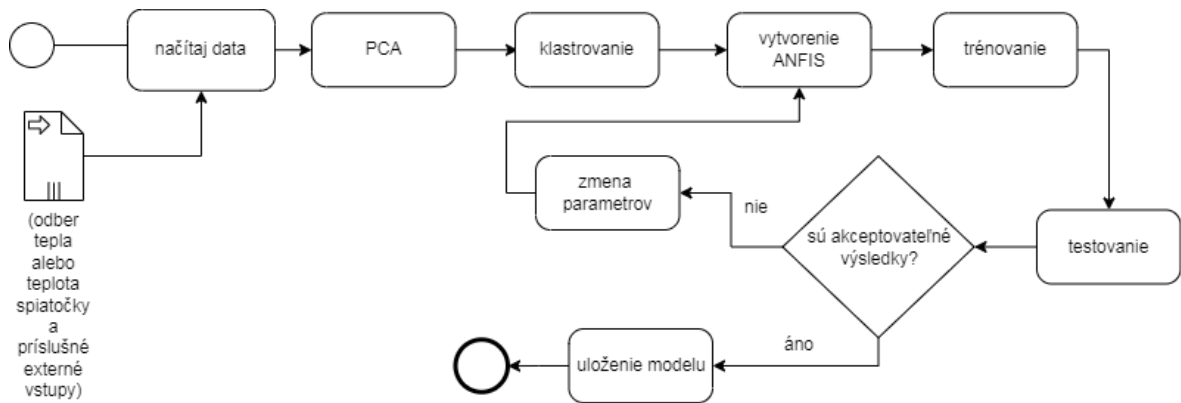 načítaj data
PCA
klastrovanie
vytvorenie
ANFIS
trénovanie
zmena
parametrov
nie
sú akceptovateľné
výsledky?
testovanie
(odber
tepla
alebo
teplota
spiatočky
a
príslušné
externé
vstupy)
áno
uloženie modelu